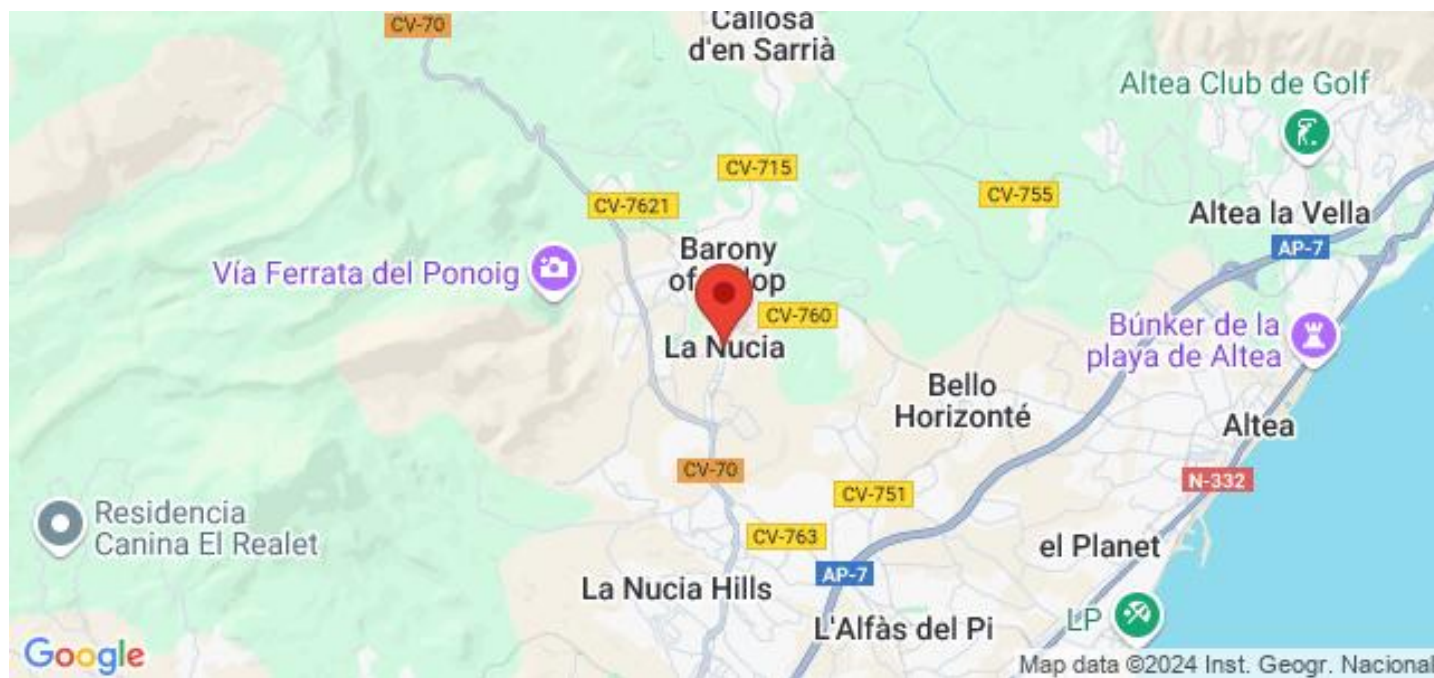 CV-70
Callosa
d'en Sarrià
Altea Club de Golf
CV-715
CV-755
CV-7621
Altea la Vella
AP-7
Barony
Vía Ferrata del Ponoig
CV-760
La Nucia
Búnker de la
playa de Altea
Bello
Horizonté
Altea
CV-70
N-332
CV-751
Residencia
Canina El Realet
CV-763
el Planet
AP-7
La Nucia Hills
L'Alfàs del Pi
LP
Google
Map data ©2024 Inst. Geogr. Nacional